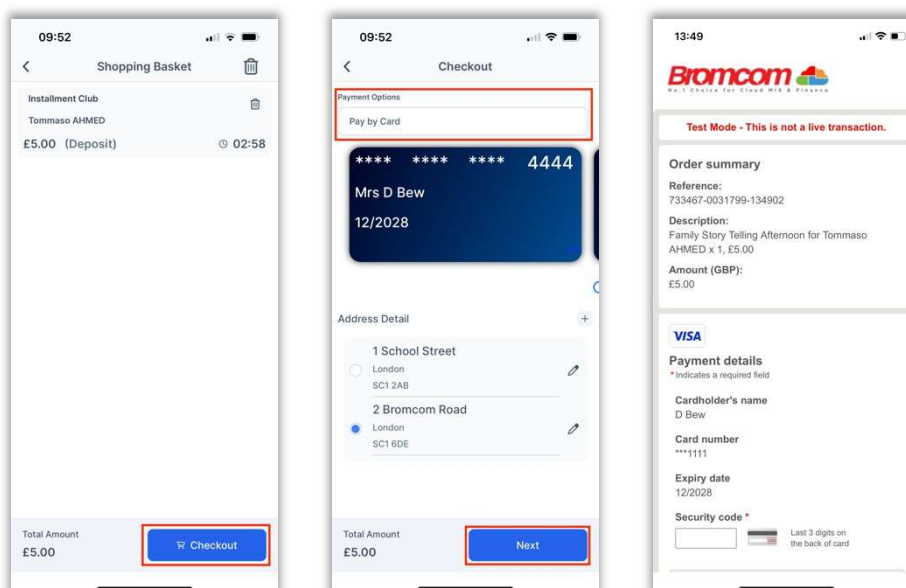 09:52
Shopping Basket
Installment Club
Tommaso AHMED
£5.00 (Deposit) 02:58
Total Amount
£5.00
Checkout
09:52
Checkout
Payment Options
Pay by Card
**** **** **** 4444
Mrs D Bew
12/2028
Address Detail
1 School Street
London
SC1 2AB
2 Bromcom Road
London
SC1 6DE
Total Amount
£5.00
Next
13:49
Bromcom
No.1 Choice for Cloud MIS & Finance
Test Mode - This is not a live transaction.
Order summary
Reference:
733467-0031799-134902
Description:
Family Story Telling Afternoon for Tommaso
AHMED x 1, £5.00
Amount (GBP):
£5.00
VISA
Payment details
* Indicates a required field
Cardholder's name
D Bew
Card number
***1111
Expiry date
12/2028
Security code *
Last 3 digits on
the back of card